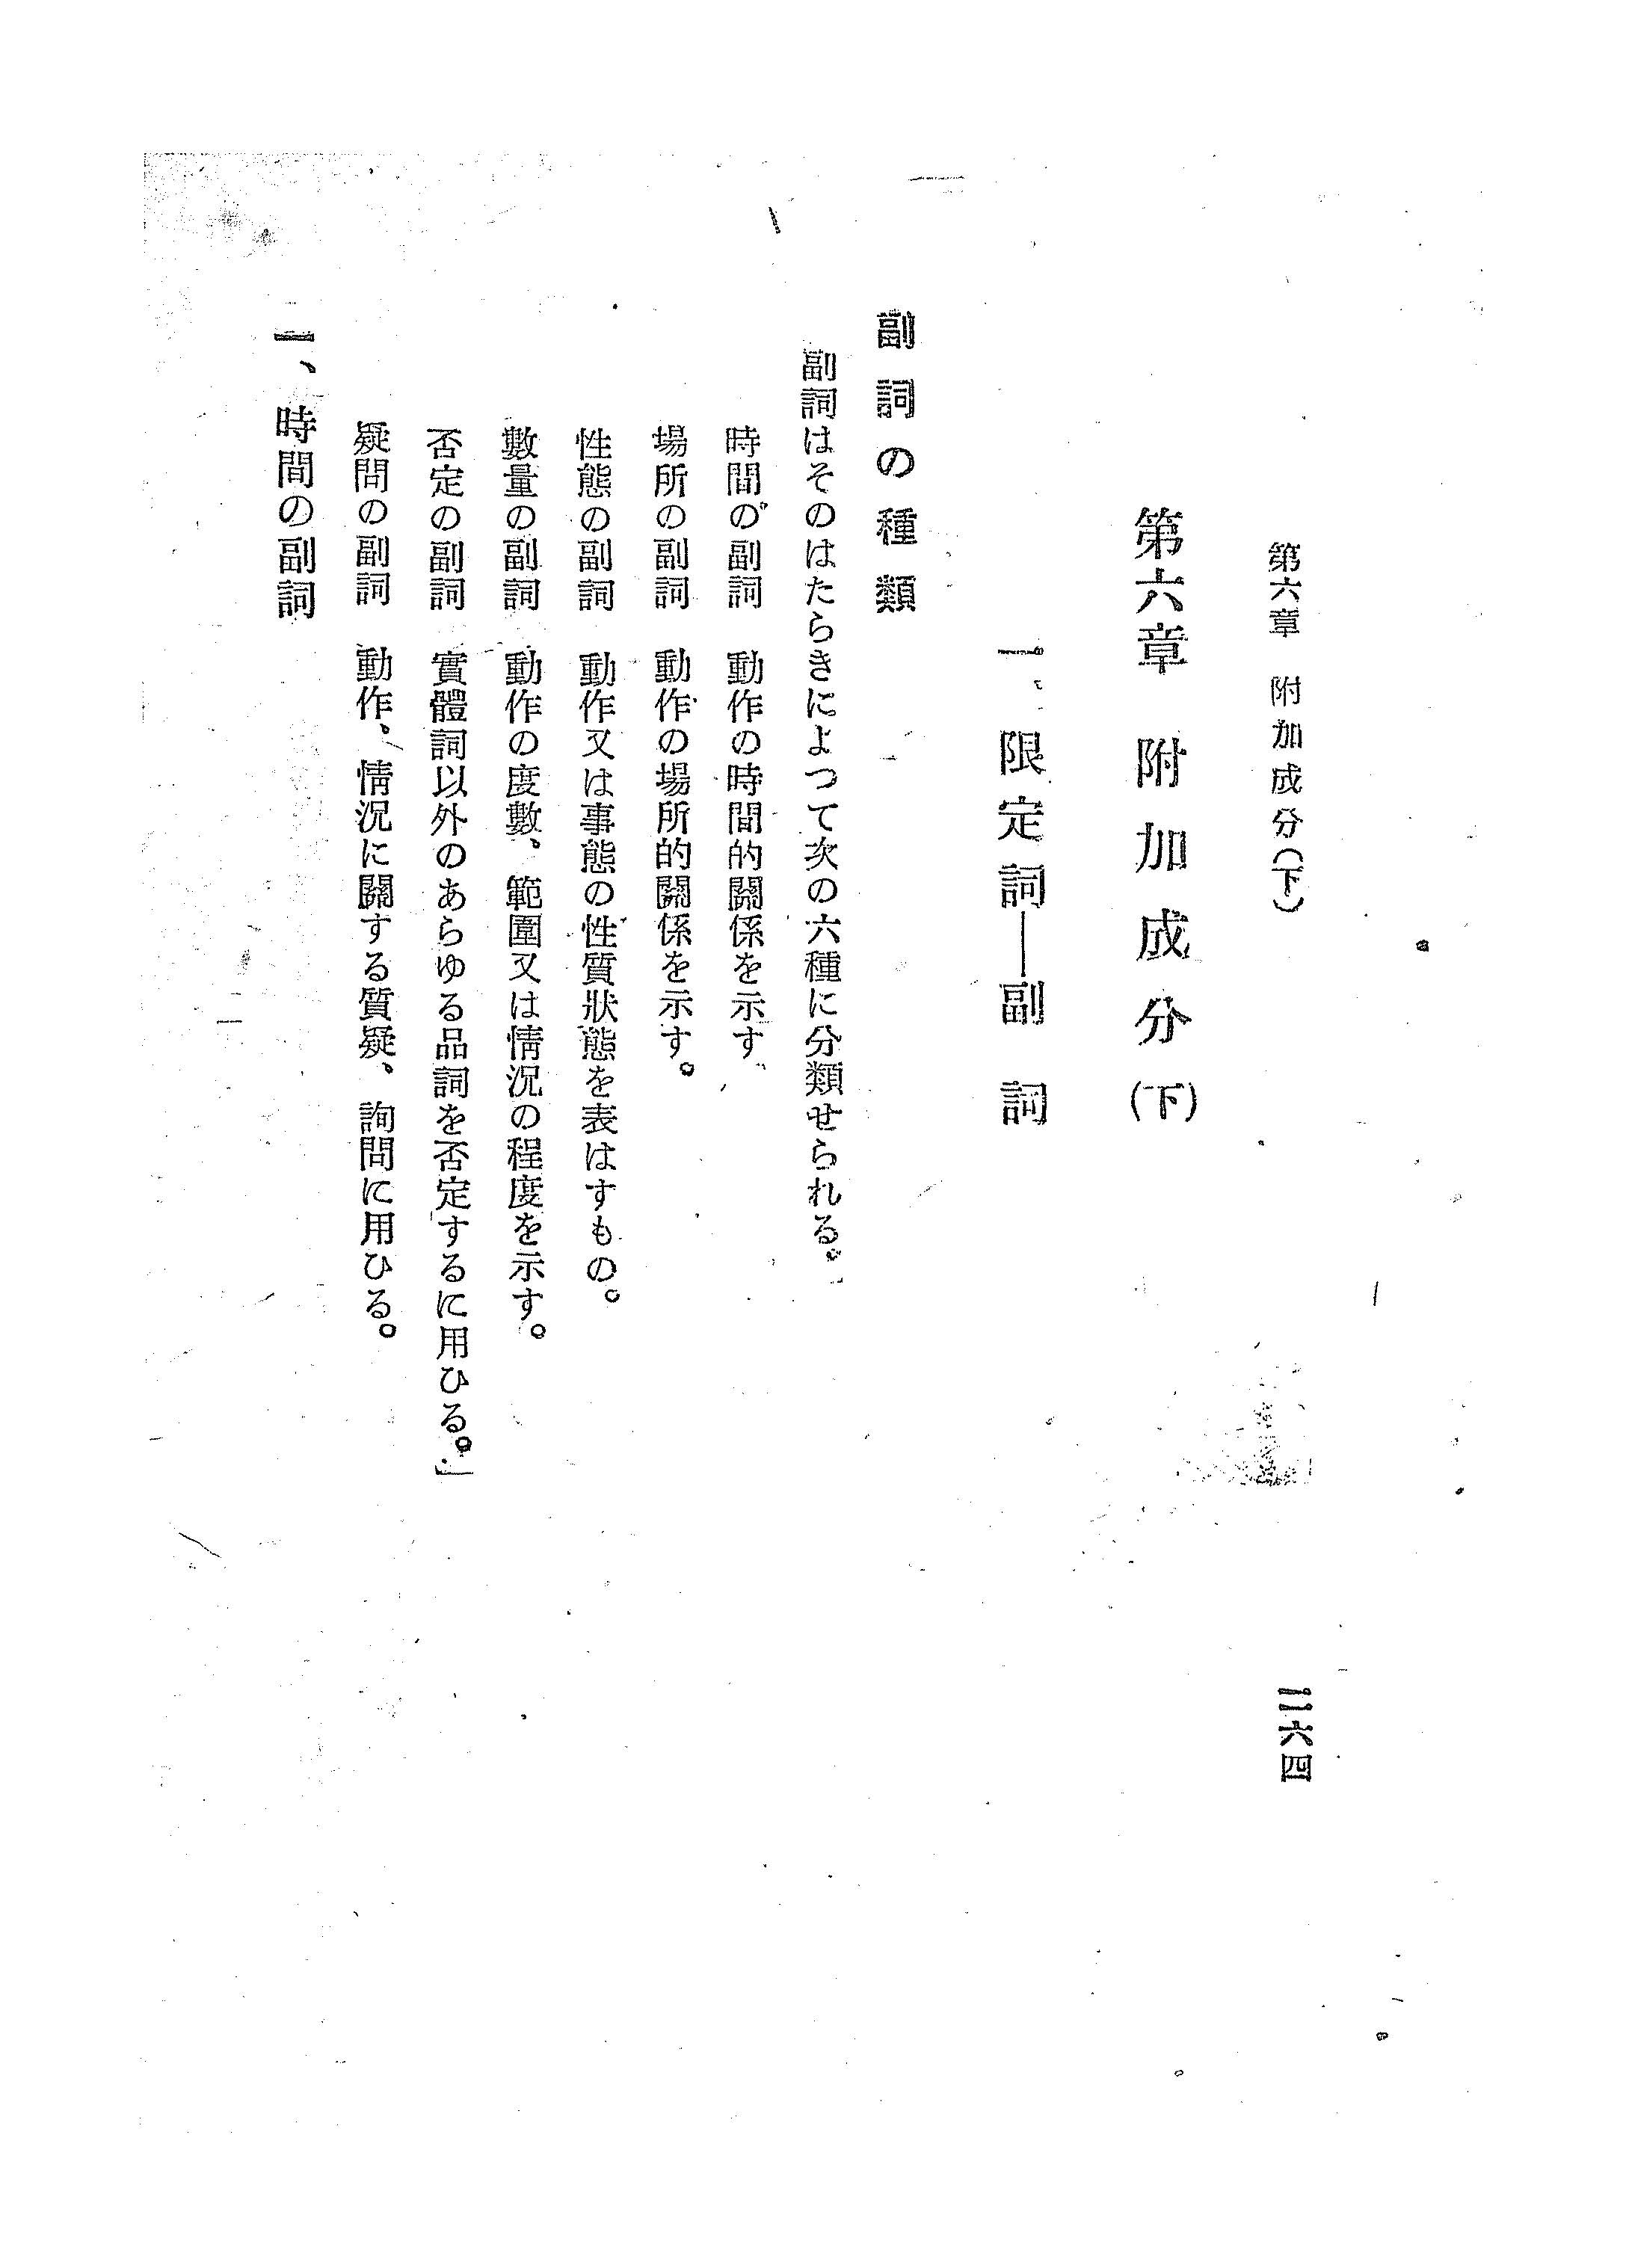 第六章　附加成分（下）
二六四
第六章　附加成分（下）
一、限定詞―副詞
副詞の種類
副詞はそのはたらきによつて次の六種に分類せられる。
時間の副詞　動作の時間的關係を示す
場所の副詞　動作の場所的關係を示す。
性態の副詞　動作又は事態の性質狀態を表はすもの。
數量の副詞　動作の度數、範圍又は情況の程度を示す。
否定の副詞　實體詞以外のあらゆる品詞を否定するに用ひる。
疑問の副詞　動作、情況に關する質疑、詢問に用ひる。
一、時間の副詞